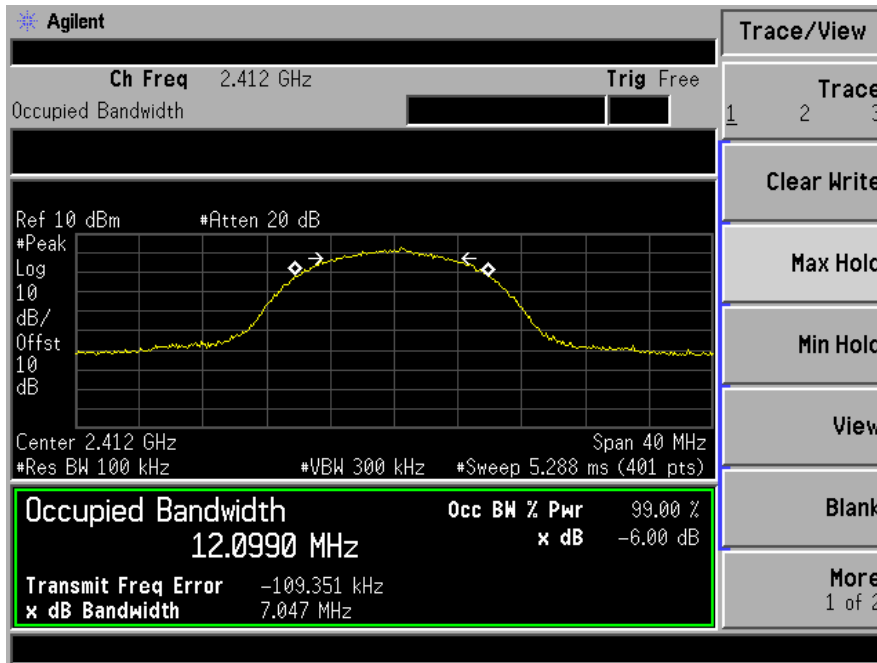 Agilent
Trace/View
Ch Freq 2.412 GHz Trig Free
Occupied Bandwidth
Trace
1 2 3
Clear Write
Max Hold
Min Hold
View
Blank
More
1 of 2
Ref 10 dBm #Atten 20 dB
#Peak
Log
10
dB/
Offst
10
dB
Center 2.412 GHz Span 40 MHz
#Res BW 100 kHz #VBW 300 kHz #Sweep 5.288 ms (401 pts)
Occupied Bandwidth Occ BW % Pwr 99.00 %
12.0990 MHz x dB -6.00 dB
Transmit Freq Error -109.351 kHz
x dB Bandwidth 7.047 MHz